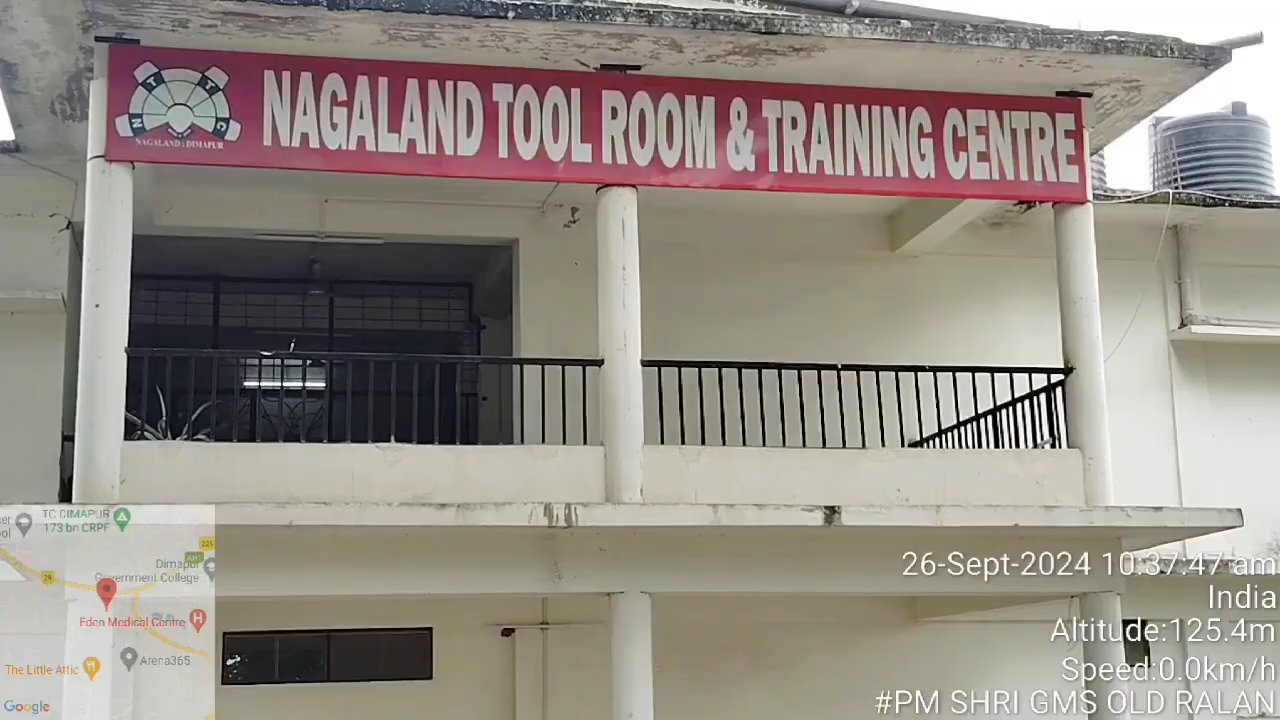 N T T C
NAGALAND : DIMAPUR
NAGALAND TOOL ROOM & TRAINING CENTRE
TC DIMAPUR
173 bn CRPF
29
Dimapur
Government College
Eden Medical Centre
The Little Attic
Arena365
Google
26-Sept-2024 10:37:47 am
India
Altitude:125.4m
Speed:0.0km/h
#PM SHRI GMS OLD RALAN